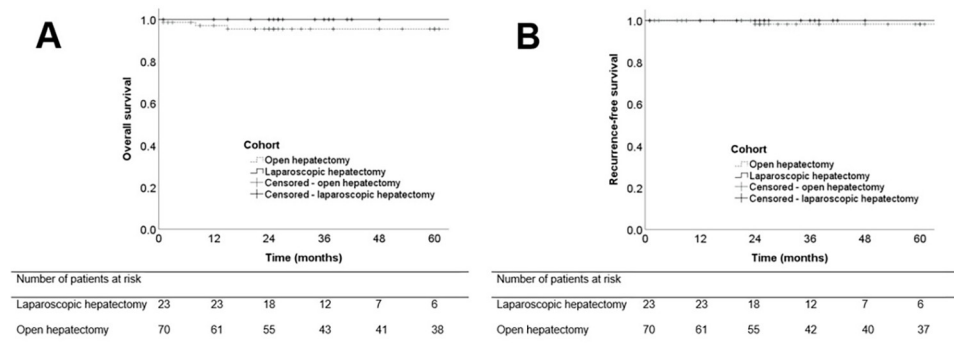 A
Overall survival
1.0
0.8
0.6
0.4
0.2
0.0
Cohort
Open hepatectomy
Laparoscopic hepatectomy
Censored - open hepatectomy
Censored - laparoscopic hepatectomy
0 12 24 36 48 60
Time (months)
Number of patients at risk
Laparoscopic hepatectomy 23 23 18 12 7 6
Open hepatectomy 70 61 55 43 41 38
B
Recurrence-free survival
1.0
0.8
0.6
0.4
0.2
0.0
Cohort
Open hepatectomy
Laparoscopic hepatectomy
Censored - open hepatectomy
Censored - laparoscopic hepatectomy
0 12 24 36 48 60
Time (months)
Number of patients at risk
Laparoscopic hepatectomy 23 23 18 12 7 6
Open hepatectomy 70 61 55 42 40 37